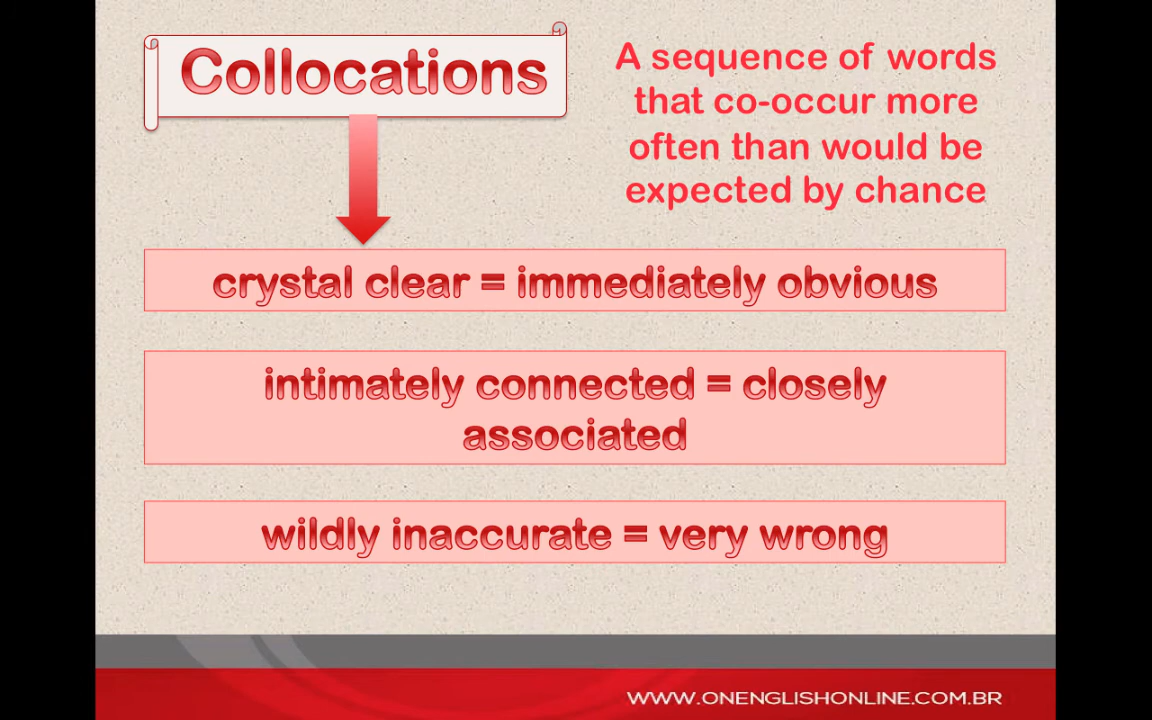 Collocations
A sequence of words
that co-occur more
often than would be
expected by chance
crystal clear = immediately obvious
intimately connected = closely
associated
wildly inaccurate = very wrong
WWW.ONENGLISHONLINE.COM.BR